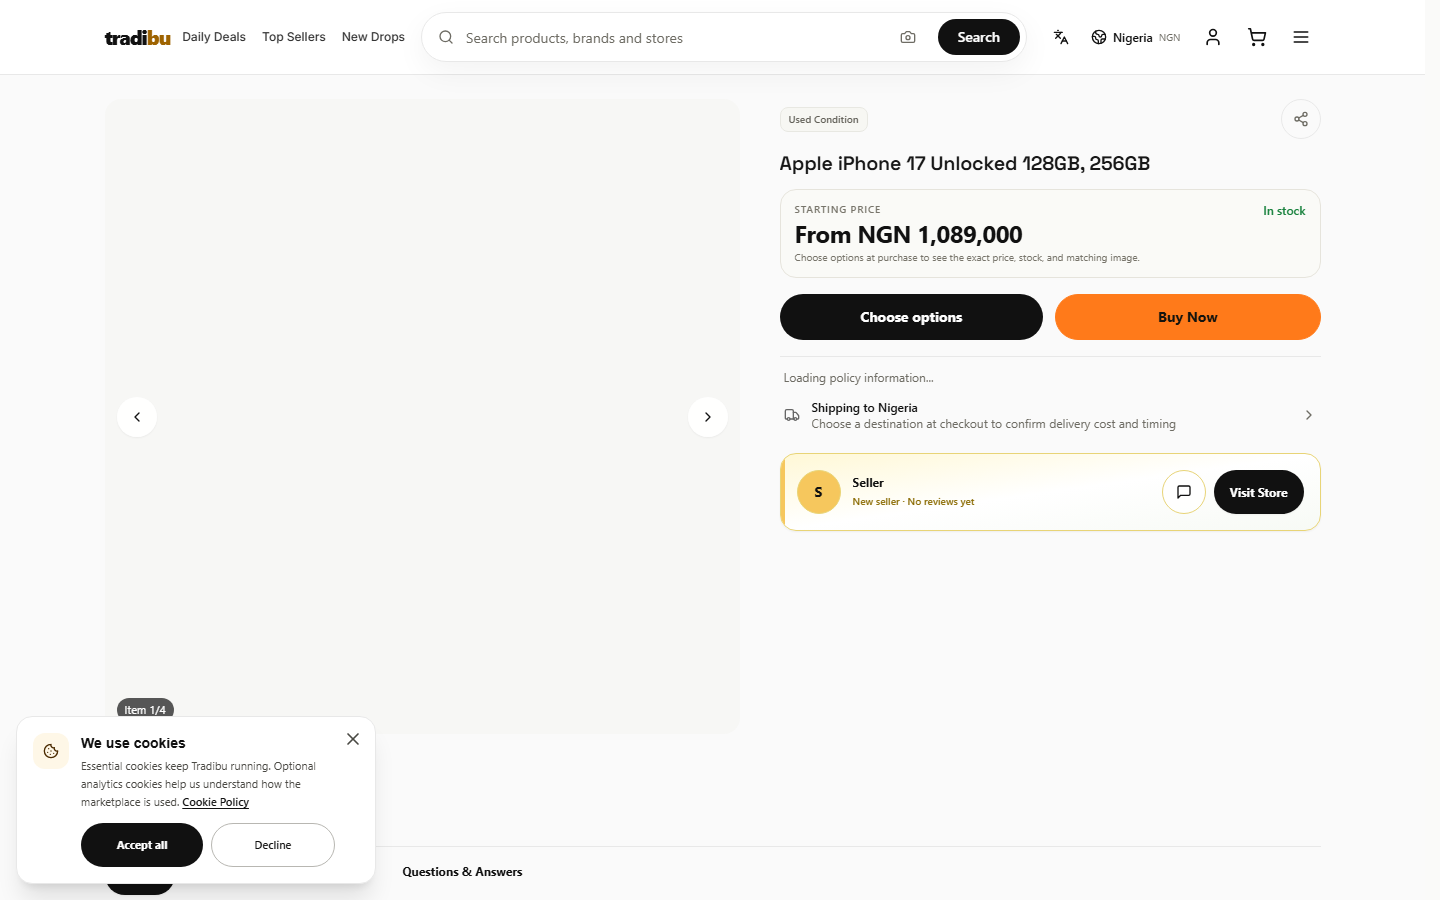 tradibu
Daily Deals
Top Sellers
New Drops
Search products, brands and stores
Search
Nigeria NGN
Used Condition
Apple iPhone 17 Unlocked 128GB, 256GB
STARTING PRICE
In stock
From NGN 1,089,000
Choose options at purchase to see the exact price, stock, and matching image.
Choose options
Buy Now
Loading policy information...
Shipping to Nigeria
Choose a destination at checkout to confirm delivery cost and timing
S
Seller
New seller · No reviews yet
Visit Store
Item 1/4
We use cookies
Essential cookies keep Tradibu running. Optional
analytics cookies help us understand how the
marketplace is used. Cookie Policy
Accept all
Decline
Questions & Answers